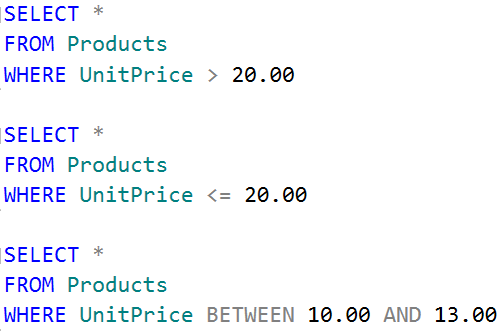 SELECT *
FROM Products
WHERE UnitPrice > 20.00
SELECT *
FROM Products
WHERE UnitPrice <= 20.00
SELECT *
FROM Products
WHERE UnitPrice BETWEEN 10.00 AND 13.00